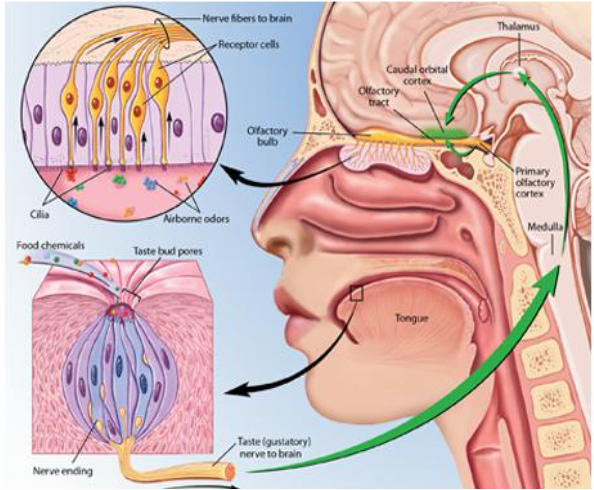 Nerve fibers to brain
Receptor cells
Cilia
Airborne odors
Thalamus
Caudal orbital
cortex
Olfactory
tract
Olfactory
bulb
Primary
olfactory
cortex
Medulla
Food chemicals
Taste bud pores
Tongue
Nerve ending
Taste (gustatory)
nerve to brain